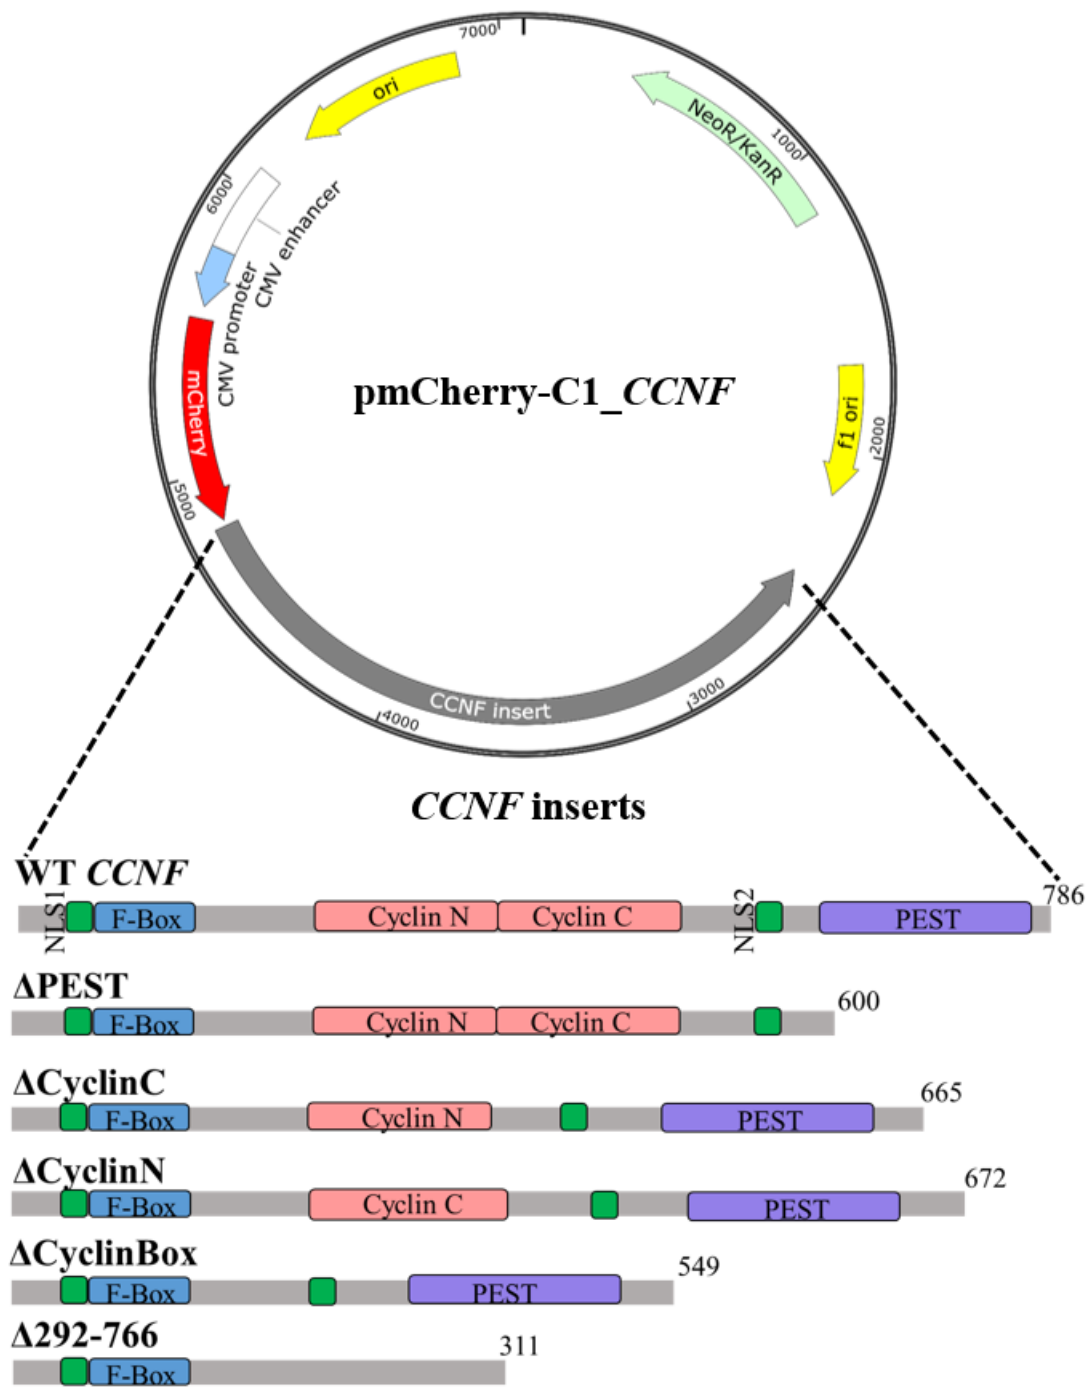 7000
ori
NeoR/KanR
1000
6000
CMV enhancer
CMV promoter
mCherry
pmCherry-C1_CCNF
f1 ori
2000
5000
CCNF insert
4000
3000
CCNF inserts
WT CCNF
786
NLS1
F-Box
Cyclin N
Cyclin C
NLS2
PEST
ΔPEST
600
F-Box
Cyclin N
Cyclin C
ΔCyclinC
665
F-Box
Cyclin N
PEST
ΔCyclinN
672
F-Box
Cyclin C
PEST
ΔCyclinBox
549
F-Box
PEST
Δ292-766
311
F-Box